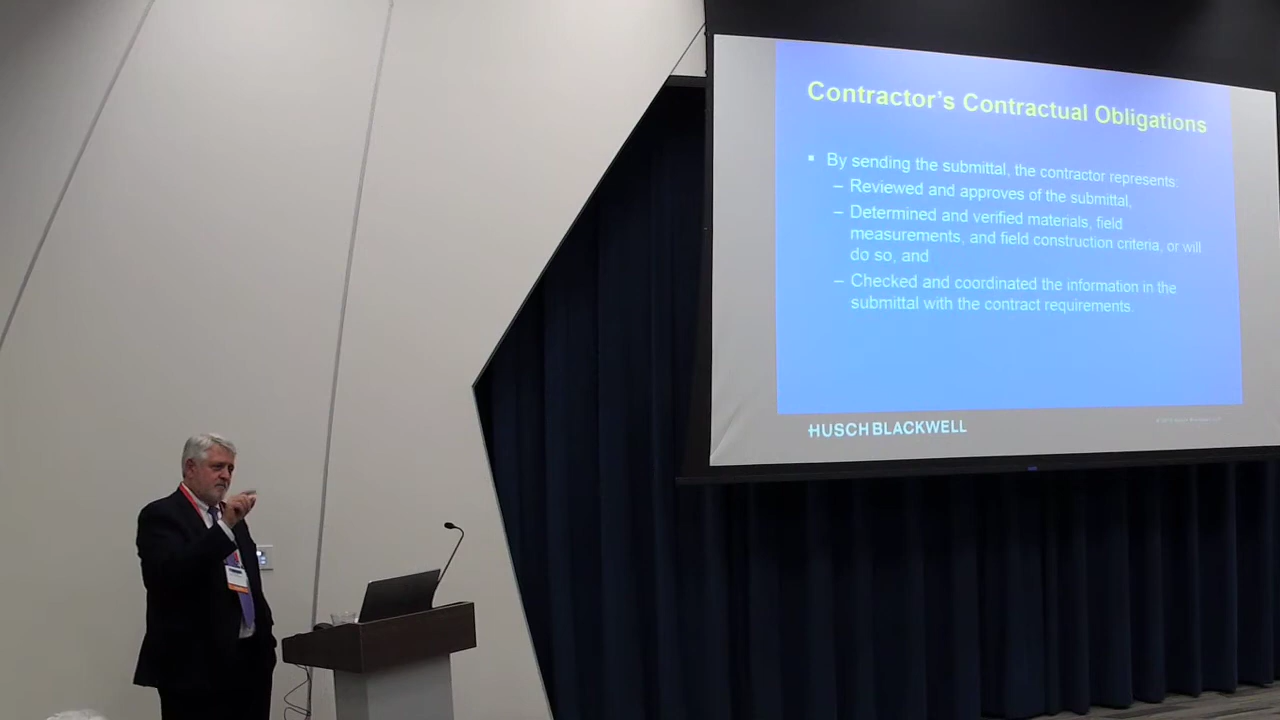 Contractor's Contractual Obligations
▪ By sending the submittal, the contractor represents:
– Reviewed and approves of the submittal,
– Determined and verified materials, field
measurements, and field construction criteria, or will
do so, and
– Checked and coordinated the information in the
submittal with the contract requirements.
HUSCH BLACKWELL